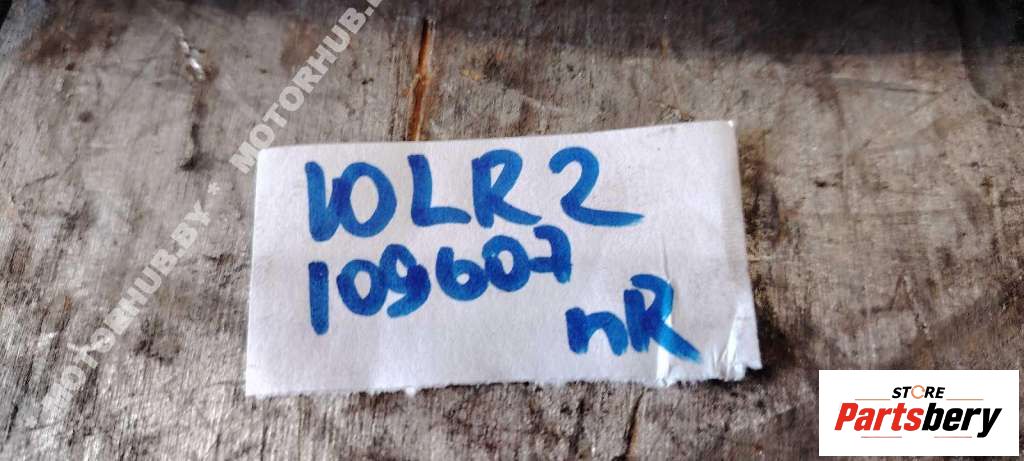 MOTORHUB.BY * MOTORHUB.BY
10LR2
109607
nR
STORE
Partsbery